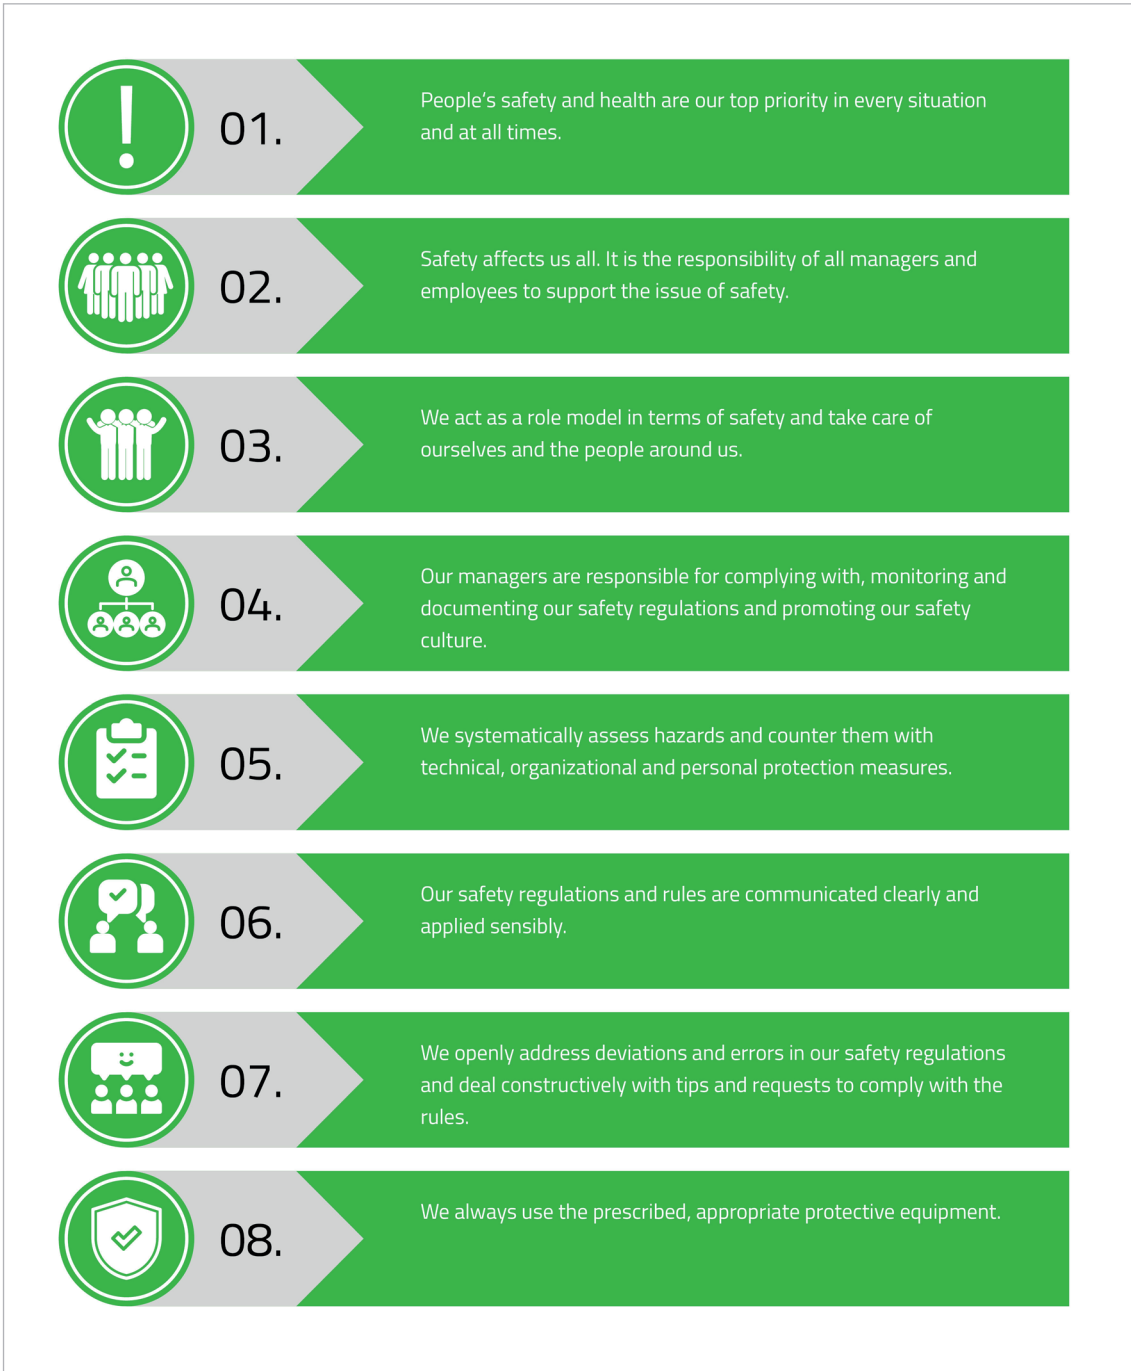 01.
People’s safety and health are our top priority in every situation
and at all times.
02.
Safety affects us all. It is the responsibility of all managers and
employees to support the issue of safety.
03.
We act as a role model in terms of safety and take care of
ourselves and the people around us.
04.
Our managers are responsible for complying with, monitoring and
documenting our safety regulations and promoting our safety
culture.
05.
We systematically assess hazards and counter them with
technical, organizational and personal protection measures.
06.
Our safety regulations and rules are communicated clearly and
applied sensibly.
07.
We openly address deviations and errors in our safety regulations
and deal constructively with tips and requests to comply with the
rules.
08.
We always use the prescribed, appropriate protective equipment.